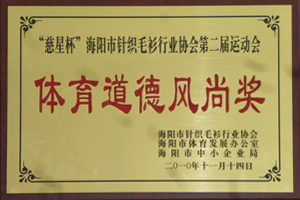 “慈星杯”海阳市针织毛衫行业协会第二届运动会
体育道德风尚奖
海阳市针织毛衫行业协会
海阳市体育发展办公室
海阳市中小企业局
二〇一〇年十一月十四日